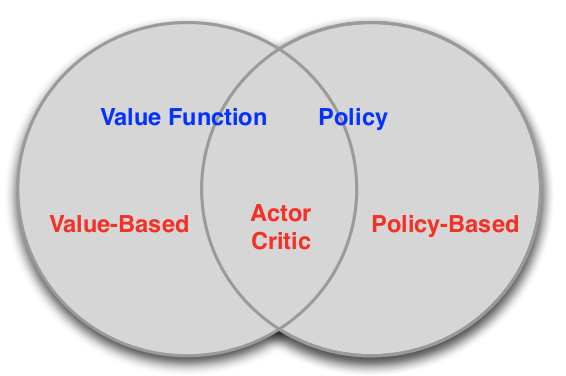 Value Function
Policy
Value-Based
Actor
Critic
Policy-Based